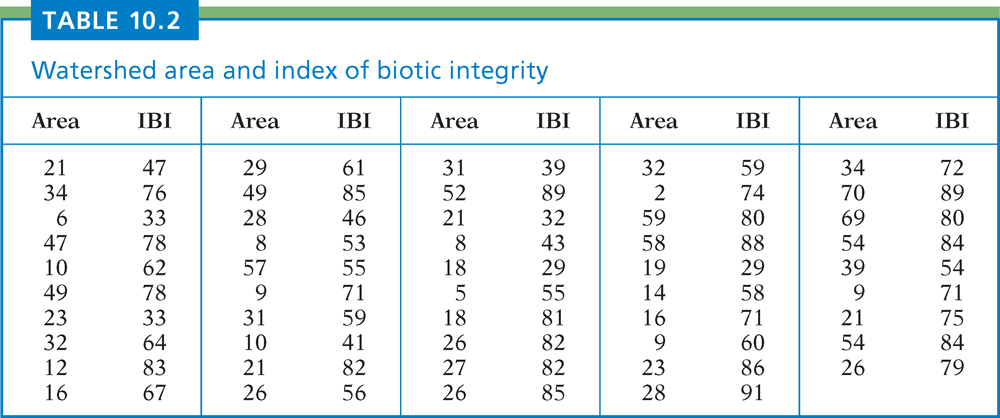 TABLE 10.2
Watershed area and index of biotic integrity
Area IBI Area IBI Area IBI Area IBI Area IBI
21 47 29 61 31 39 32 59 34 72
34 76 49 85 52 89 2 74 70 89
6 33 28 46 21 32 59 80 69 80
47 78 8 53 8 43 58 88 54 84
10 62 57 55 18 29 19 29 39 54
49 78 9 71 5 55 14 58 9 71
23 33 31 59 18 81 16 71 21 75
32 64 10 41 26 82 9 60 54 84
12 83 21 82 27 82 23 86 26 79
16 67 26 56 26 85 28 91